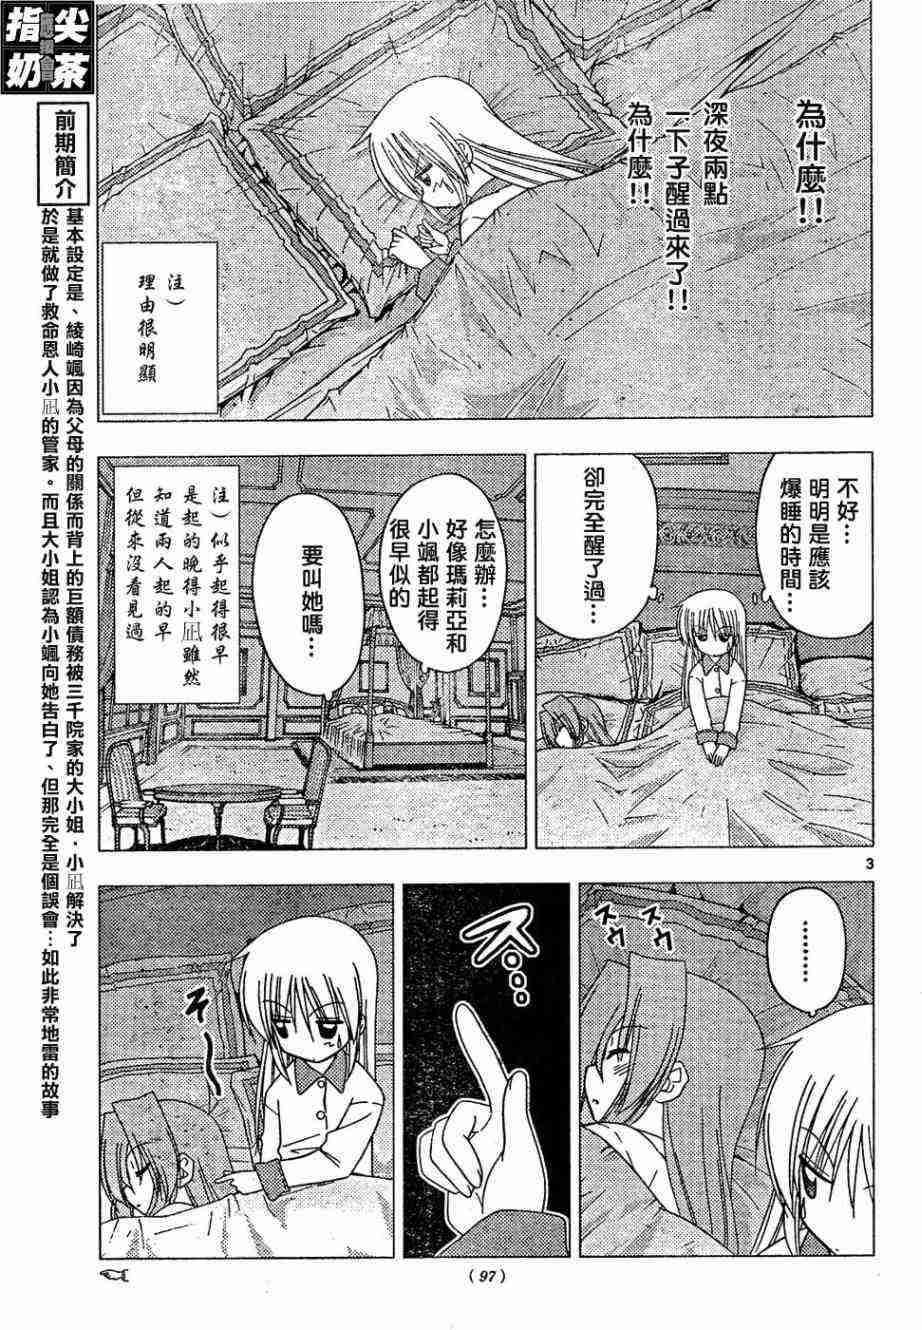 為什麼!!
深夜兩點
一下子醒過來了!!
為什麼!!
注）
理由很明顯
不好…
明明是應該
爆睡的時間…
卻完全醒了過…
怎麼辦…
好像瑪莉亞和
小颯都起得
很早似的
要叫她嗎…
注）似乎起得很早
是起的晚得小凪雖然
知道兩人起的早
但從來沒看見過
3
………
スゥ
スゥ
ス…
指尖
奶茶
前期簡介
基本設定是、綾崎颯因為父母的關係而背上的巨額債務被三千院家的大小姐．小凪解決了
於是就做了救命恩人小凪的管家。而且大小姐認為小颯向她告白了、但那完全是個誤會…如此非常地雷的故事
(97)